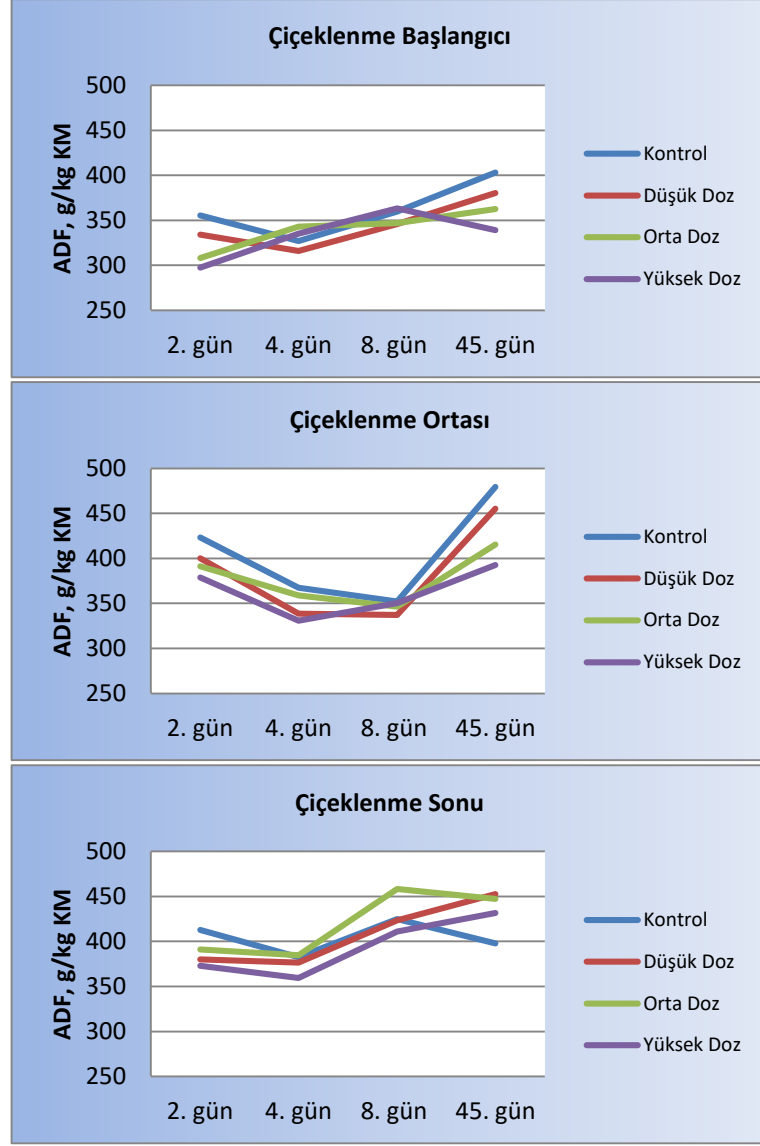 Çiçeklenme Başlangıcı
ADF, g/kg KM
500
450
400
350
300
250
2. gün 4. gün 8. gün 45. gün
Kontrol
Düşük Doz
Orta Doz
Yüksek Doz
Çiçeklenme Ortası
ADF, g/kg KM
500
450
400
350
300
250
2. gün 4. gün 8. gün 45. gün
Kontrol
Düşük Doz
Orta Doz
Yüksek Doz
Çiçeklenme Sonu
ADF, g/kg KM
500
450
400
350
300
250
2. gün 4. gün 8. gün 45. gün
Kontrol
Düşük Doz
Orta Doz
Yüksek Doz